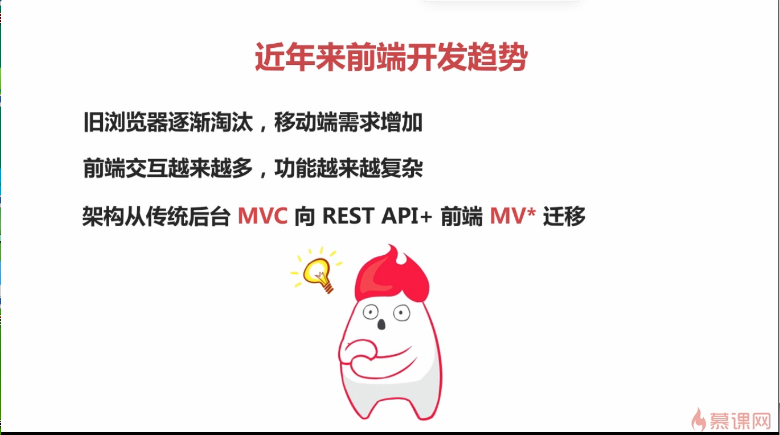 近年来前端开发趋势
旧浏览器逐渐淘汰，移动端需求增加
前端交互越来越多，功能越来越复杂
架构从传统后台 MVC 向 REST API+ 前端 MV* 迁移
慕课网